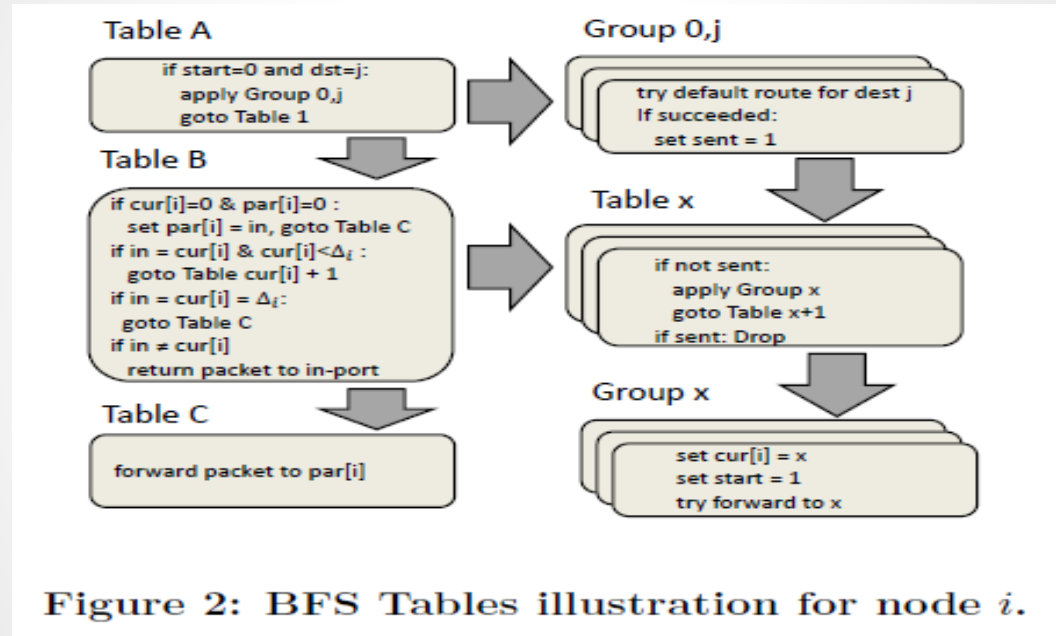 Table A
if start=0 and dst=j:
apply Group 0,j
goto Table 1
Group 0,j
try default route for dest j
If succeeded:
set sent = 1
Table B
if cur[i]=0 & par[i]=0 :
set par[i] = in, goto Table C
if in = cur[i] & cur[i]<Δᵢ :
goto Table cur[i] + 1
if in = cur[i] = Δᵢ:
goto Table C
if in ≠ cur[i]
return packet to in-port
Table x
if not sent:
apply Group x
goto Table x+1
if sent: Drop
Table C
forward packet to par[i]
Group x
set cur[i] = x
set start = 1
try forward to x
Figure 2: BFS Tables illustration for node i.